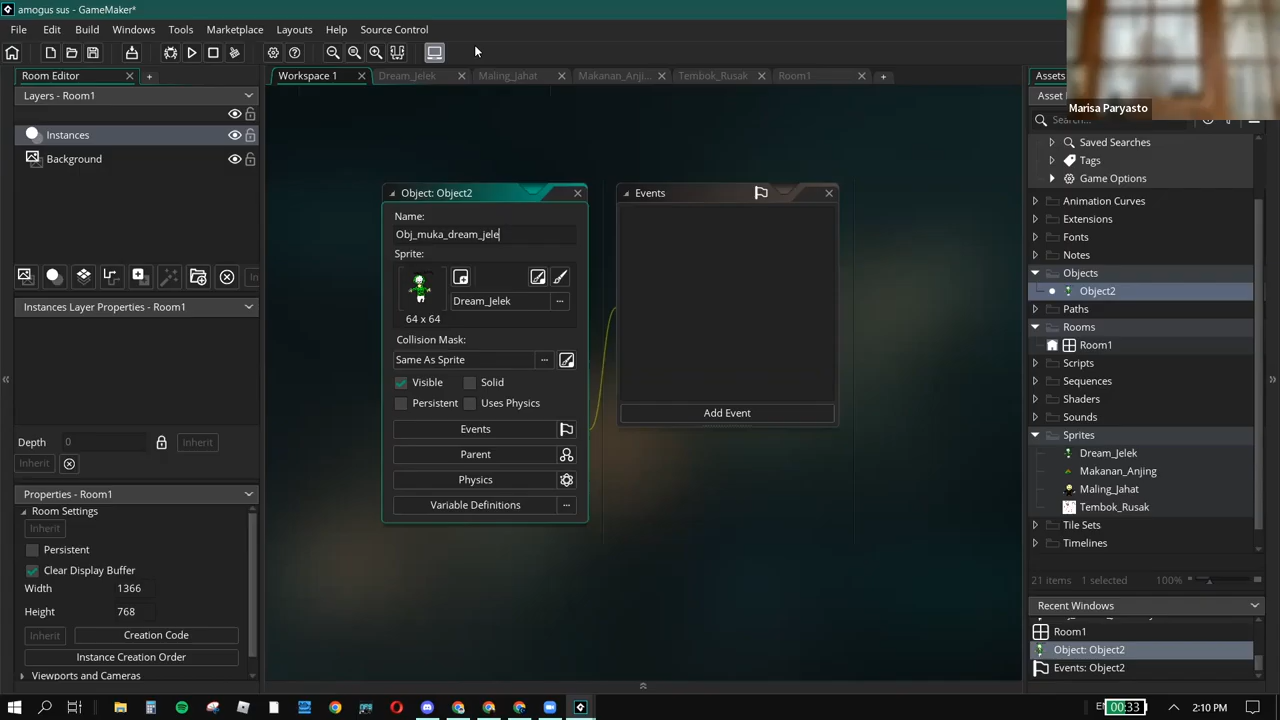 amogus sus - GameMaker*
File Edit Build Windows Tools Marketplace Layouts Help Source Control
Room Editor
Workspace 1 Dream_Jelek Maling_Jahat Makanan_Anji... Tembok_Rusak Room1
Marisa Paryasto
Layers - Room1
Instances
Background
Instances Layer Properties - Room1
Depth 0 Inherit
Inherit
Properties - Room1
Room Settings
Inherit
Persistent
Clear Display Buffer
Width 1366
Height 768
Inherit Creation Code
Instance Creation Order
Viewports and Cameras
Object: Object2
Name:
Obj_muka_dream_jele
Sprite:
Dream_Jelek
64 x 64
Collision Mask:
Same As Sprite
Visible Solid
Persistent Uses Physics
Events
Parent
Physics
Variable Definitions
Events
Add Event
Assets
Asset
Search...
Saved Searches
Tags
Game Options
Animation Curves
Extensions
Fonts
Notes
Objects
Object2
Paths
Rooms
Room1
Scripts
Sequences
Shaders
Sounds
Sprites
Dream_Jelek
Makanan_Anjing
Maling_Jahat
Tembok_Rusak
Tile Sets
Timelines
21 items 1 selected 100%
Recent Windows
Room1
Object: Object2
Events: Object2
00:33 2:10 PM